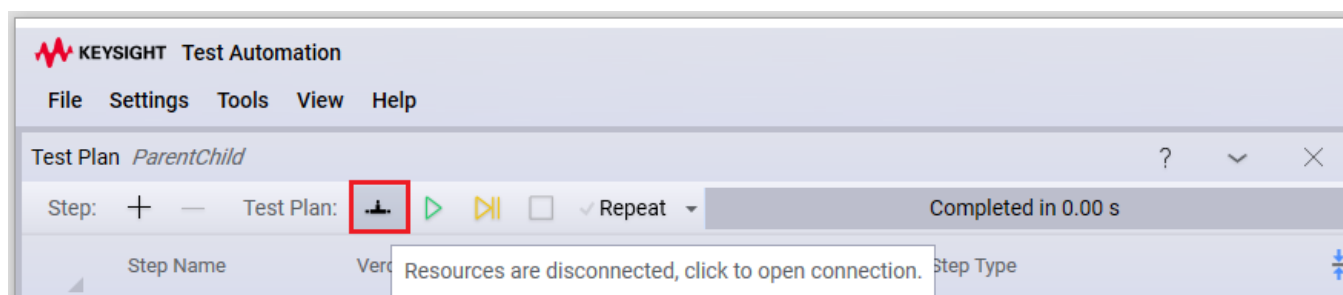 KEYSIGHT Test Automation
File Settings Tools View Help
Test Plan ParentChild ?
Step: Test Plan: Repeat Completed in 0.00 s
Step Name Verd Step Type
Resources are disconnected, click to open connection.